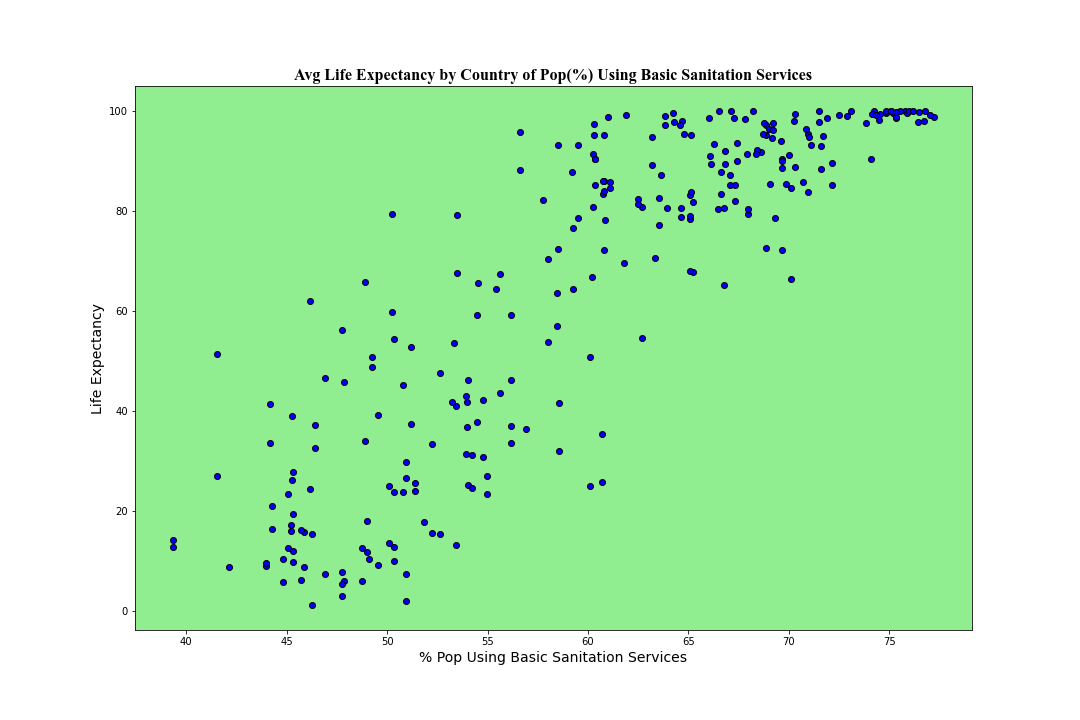 Avg Life Expectancy by Country of Pop(%) Using Basic Sanitation Services
100
80
60
40
20
0
Life Expectancy
40 45 50 55 60 65 70 75
% Pop Using Basic Sanitation Services